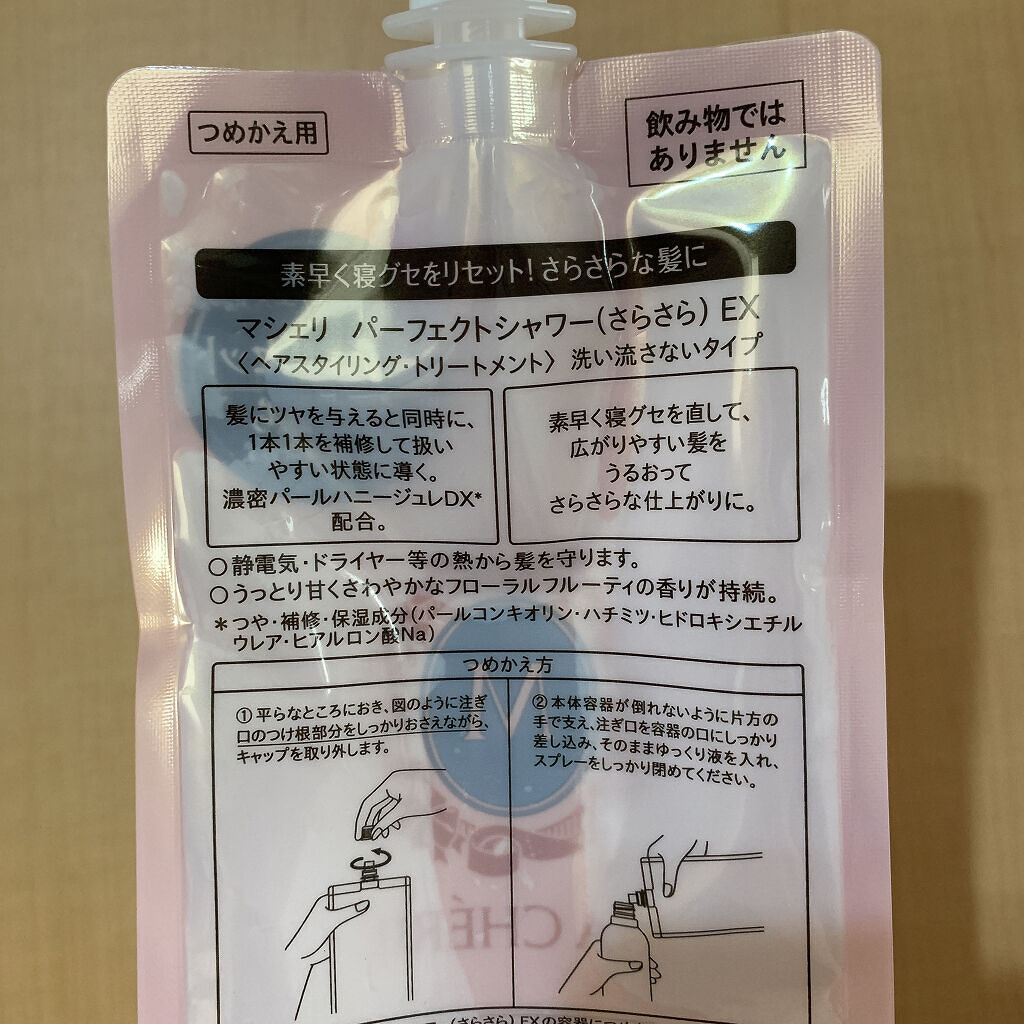 つめかえ用
飲み物では
ありません
素早く寝グセをリセット！さらさらな髪に
マシェリ パーフェクトシャワー(さらさら) EX
〈ヘアスタイリング・トリートメント〉 洗い流さないタイプ
髪にツヤを与えると同時に、
1本1本を補修して扱い
やすい状態に導く。
濃密パールハニージュレDX*
配合。
素早く寝グセを直して、
広がりやすい髪を
うるおって
さらさらな仕上がりに。
○静電気・ドライヤー等の熱から髪を守ります。
○うっとり甘くさわやかなフローラルフルーティの香りが持続。
*つや・補修・保湿成分(パールコンキオリン・ハチミツ・ヒドロキシエチル
ウレア・ヒアルロン酸Na)
つめかえ方
①平らなところにおき、図のように注ぎ
口のつけ根部分をしっかりおさえながら、
キャップを取り外します。
②本体容器が倒れないように片方の
手で支え、注ぎ口を容器の口にしっかり
差し込み、そのままゆっくり液を入れ、
スプレーをしっかり閉めてください。
M
CHÉ
(さらさら) EXの容器につめ